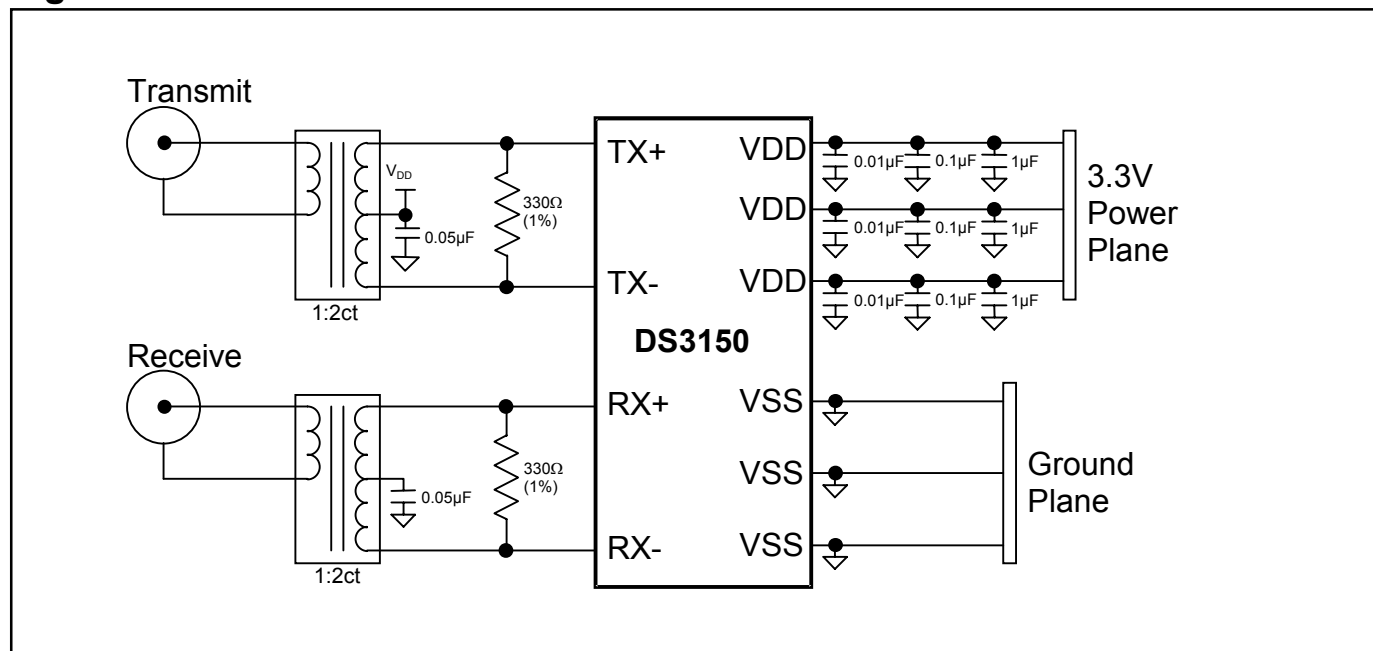 Transmit
V_DD
0.05µF
330Ω
(1%)
1:2ct
TX+
TX-
VDD
0.01µF
0.1µF
1µF
VDD
0.01µF
0.1µF
1µF
VDD
0.01µF
0.1µF
1µF
3.3V
Power
Plane
DS3150
Receive
0.05µF
330Ω
(1%)
1:2ct
RX+
RX-
VSS
VSS
VSS
Ground
Plane